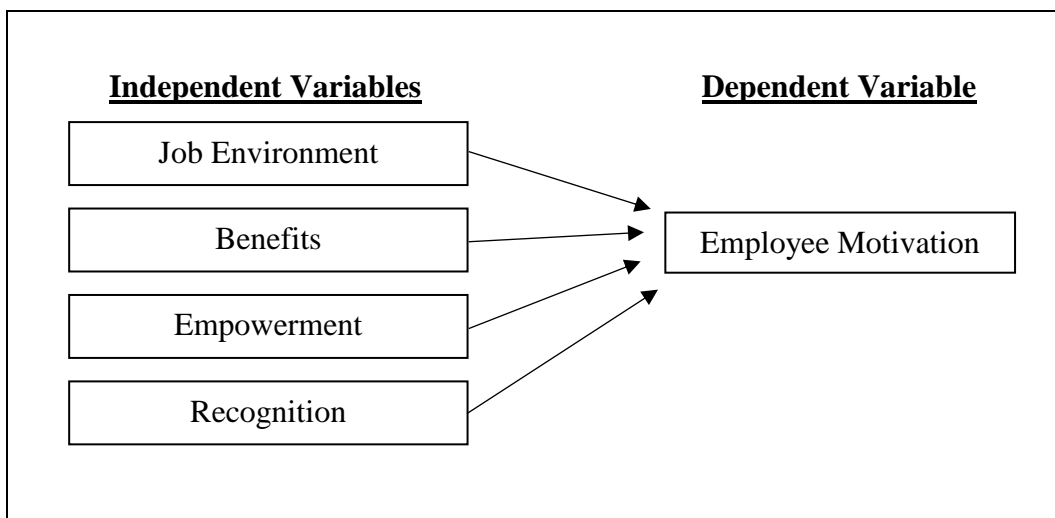 Independent Variables
Dependent Variable
Job Environment
Benefits
Employee Motivation
Empowerment
Recognition